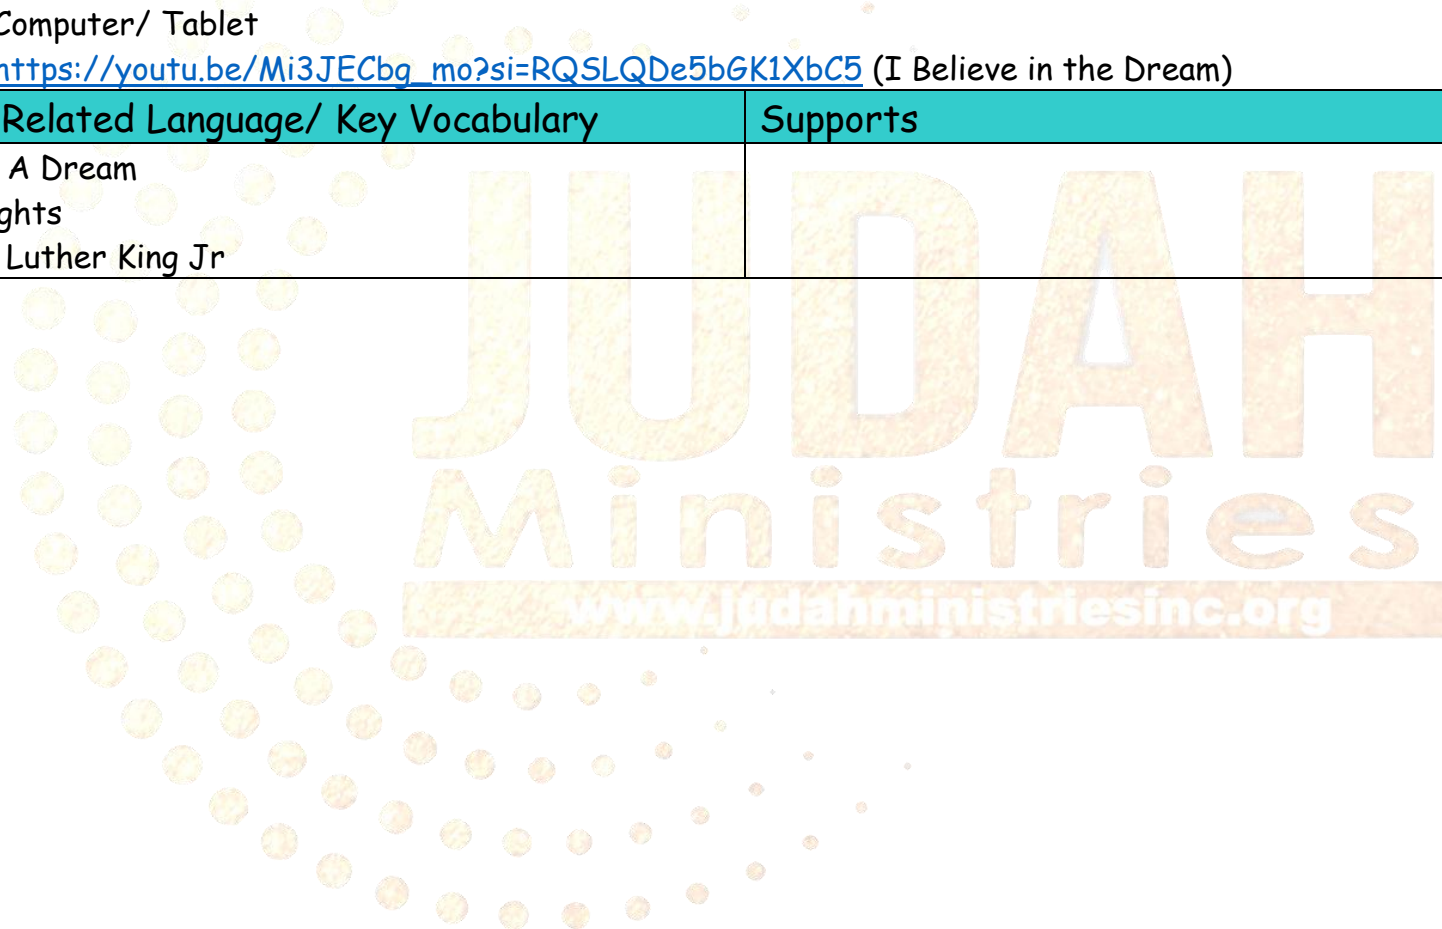 Computer/ Tablet
https://youtu.be/Mi3JECbg_mo?si=RQSLQDe5bGK1XbC5 (I Believe in the Dream)
Related Language/ Key Vocabulary Supports
A Dream
ghts
Luther King Jr
JUDAH
Ministries
www.judahministriesinc.org